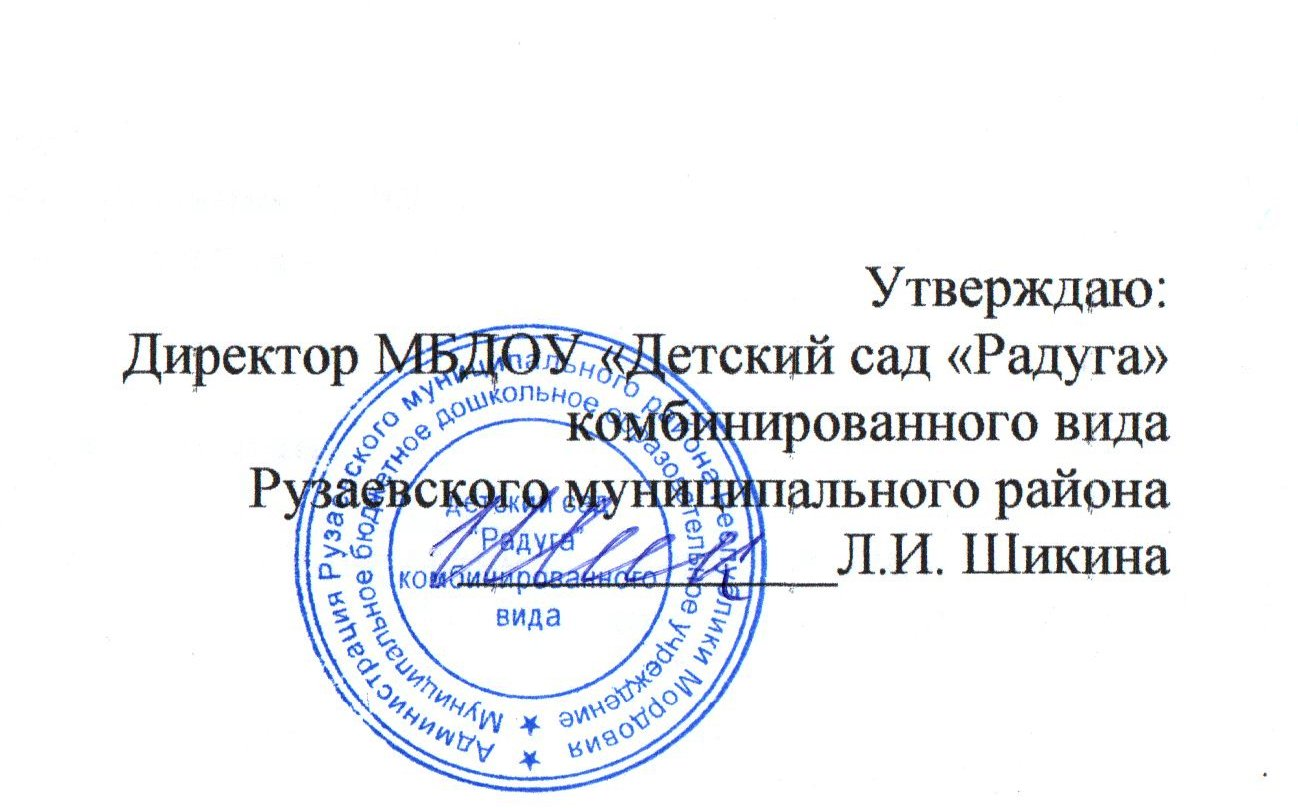 Утверждаю:
Директор МБДОУ «Детский сад «Радуга»
комбинированного вида
Рузаевского муниципального района
Л.И. Шикина
Администрация Рузаевского муниципального района Республики Мордовия
Муниципальное бюджетное дошкольное образовательное учреждение
детский сад
"Радуга"
комбинированного
вида